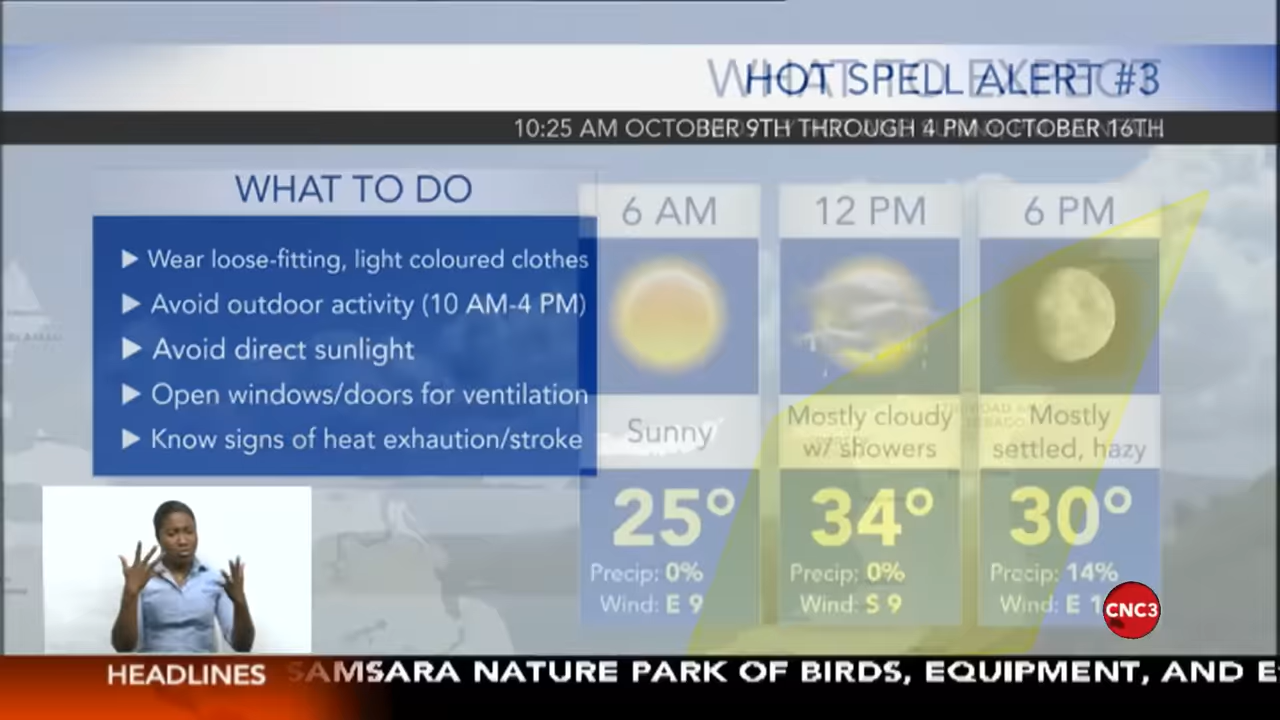 WHAT TO EXPECT
HOT SPELL ALERT #3
10:25 AM OCTOBER 9TH THROUGH 4 PM OCTOBER 16TH
WHAT TO DO
▶ Wear loose-fitting, light coloured clothes
▶ Avoid outdoor activity (10 AM-4 PM)
▶ Avoid direct sunlight
▶ Open windows/doors for ventilation
▶ Know signs of heat exhaution/stroke
6 AM
Sunny
25°
Precip: 0%
Wind: E 9
12 PM
Mostly cloudy
w/ showers
34°
Precip: 0%
Wind: S 9
6 PM
Mostly
settled, hazy
30°
Precip: 14%
Wind: E
CNC3
HEADLINES
SAMSARA NATURE PARK OF BIRDS, EQUIPMENT, AND